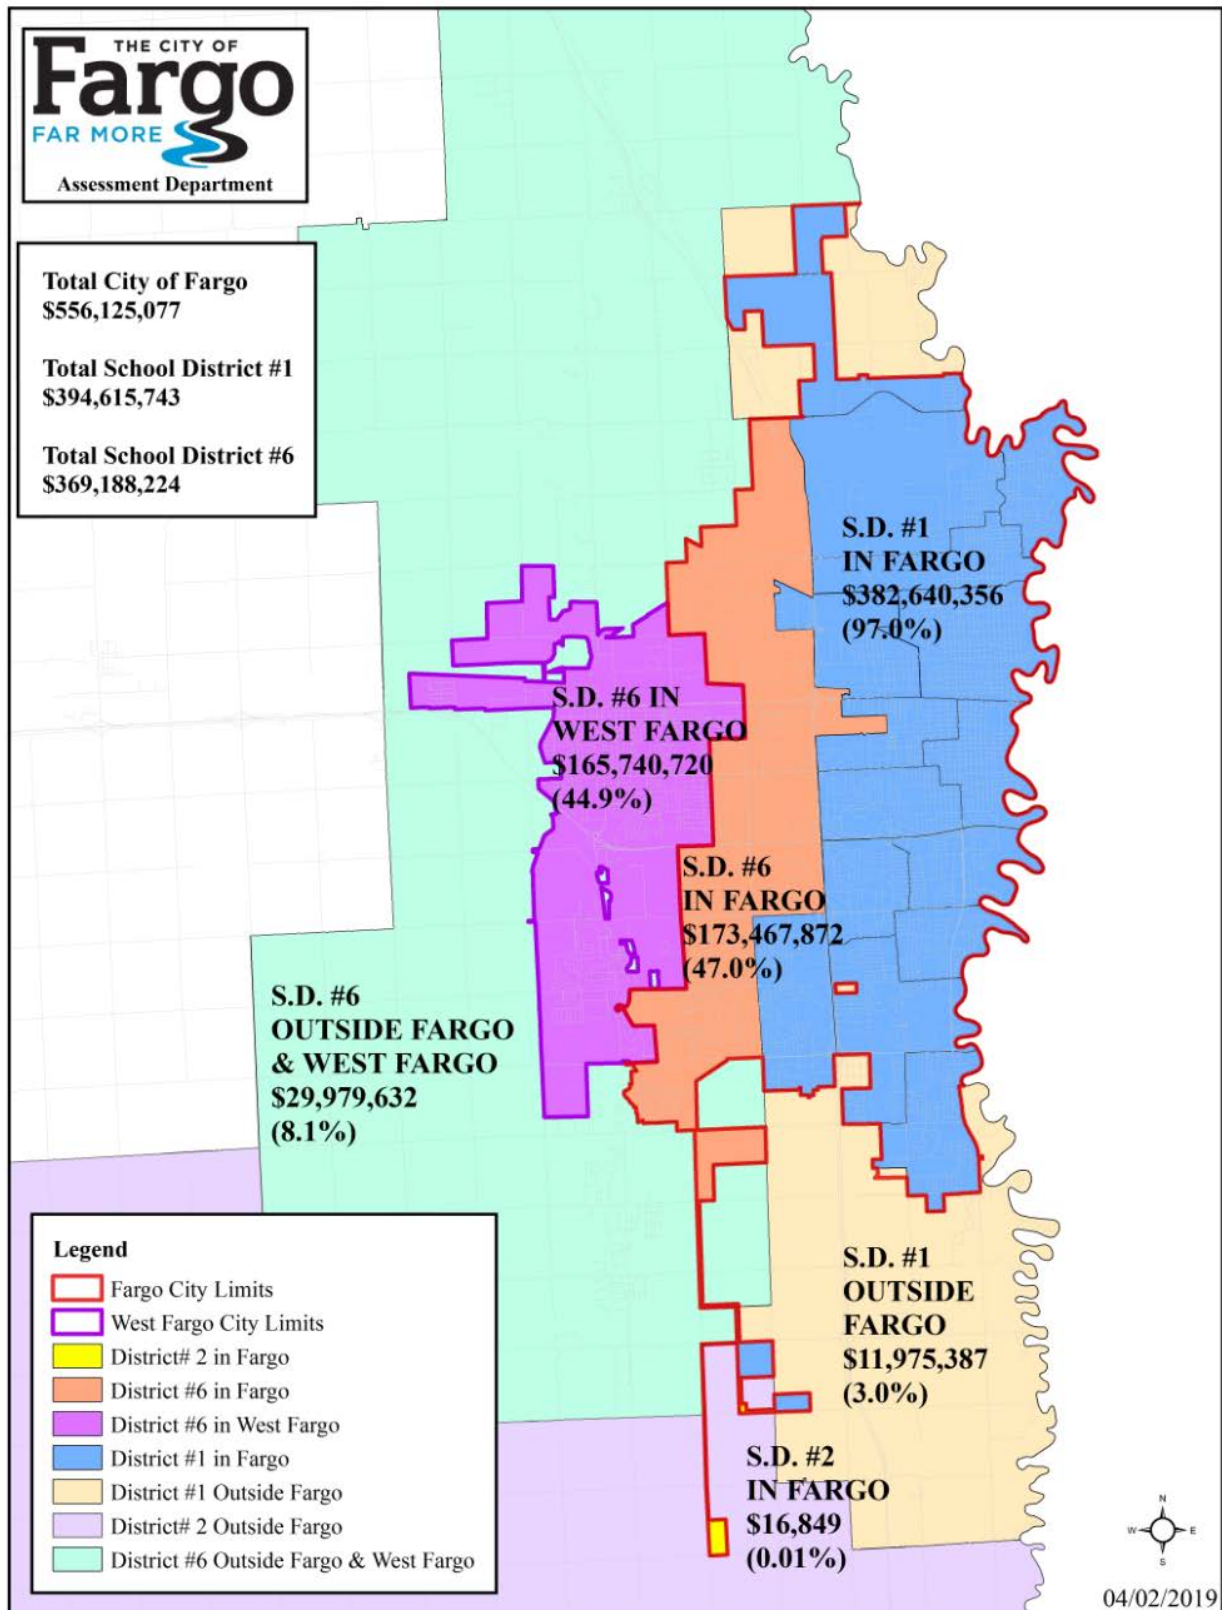 THE CITY OF
Fargo
FAR MORE
Assessment Department
Total City of Fargo
$556,125,077
Total School District #1
$394,615,743
Total School District #6
$369,188,224
S.D. #1
IN FARGO
$382,640,356
(97.0%)
S.D. #6 IN
WEST FARGO
$165,740,720
(44.9%)
S.D. #6
IN FARGO
$173,467,872
(47.0%)
S.D. #6
OUTSIDE FARGO
& WEST FARGO
$29,979,632
(8.1%)
S.D. #1
OUTSIDE
FARGO
$11,975,387
(3.0%)
S.D. #2
IN FARGO
$16,849
(0.01%)
Legend
Fargo City Limits
West Fargo City Limits
District# 2 in Fargo
District #6 in Fargo
District #6 in West Fargo
District #1 in Fargo
District #1 Outside Fargo
District# 2 Outside Fargo
District #6 Outside Fargo & West Fargo
N
W E
S
04/02/2019